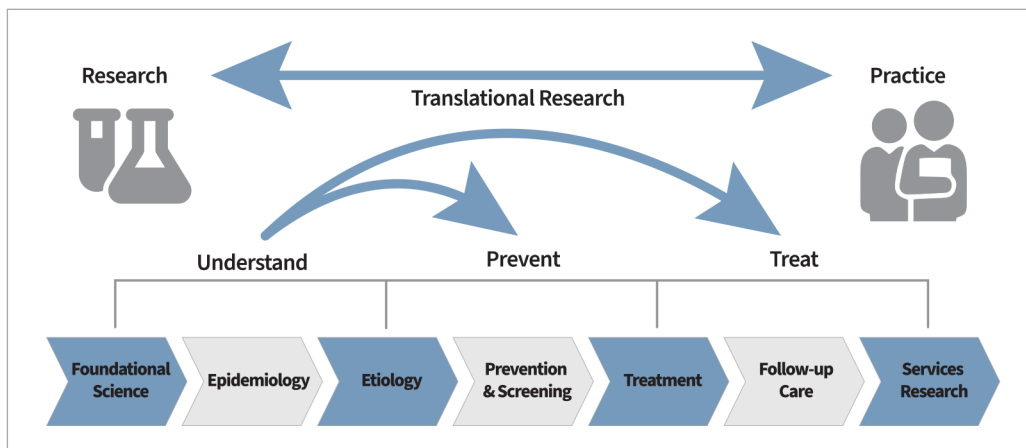 Research
Practice
Translational Research
Understand
Prevent
Treat
Foundational
Science
Epidemiology
Etiology
Prevention
& Screening
Treatment
Follow-up
Care
Services
Research